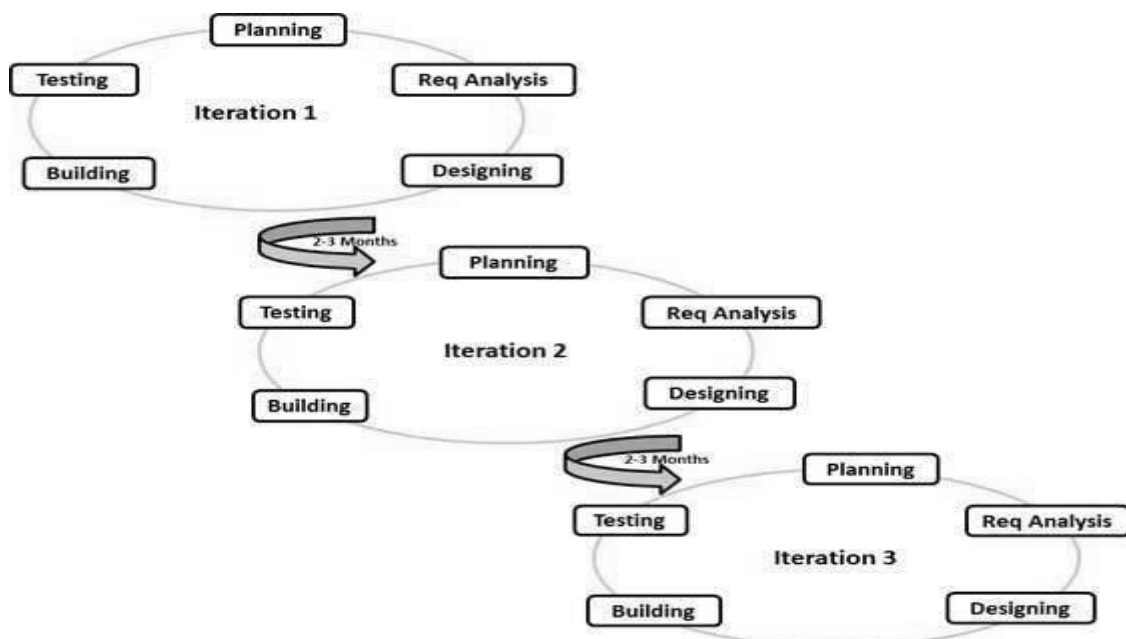 Planning
Testing
Req Analysis
Iteration 1
Building
Designing
2-3 Months
Planning
Testing
Req Analysis
Iteration 2
Building
Designing
2-3 Months
Planning
Testing
Req Analysis
Iteration 3
Building
Designing